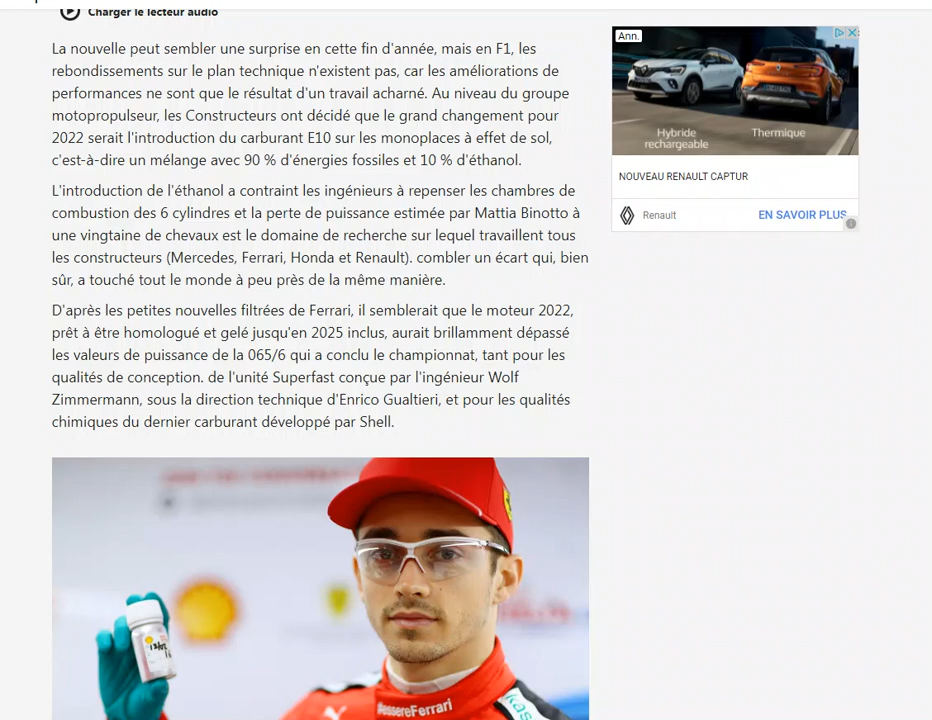 Charger le lecteur audio
La nouvelle peut sembler une surprise en cette fin d'année, mais en F1, les
rebondissements sur le plan technique n'existent pas, car les améliorations de
performances ne sont que le résultat d'un travail acharné. Au niveau du groupe
motopropulseur, les Constructeurs ont décidé que le grand changement pour
2022 serait l'introduction du carburant E10 sur les monoplaces à effet de sol,
c'est-à-dire un mélange avec 90 % d'énergies fossiles et 10 % d'éthanol.
L'introduction de l'éthanol a contraint les ingénieurs à repenser les chambres de
combustion des 6 cylindres et la perte de puissance estimée par Mattia Binotto à
une vingtaine de chevaux est le domaine de recherche sur lequel travaillent tous
les constructeurs (Mercedes, Ferrari, Honda et Renault). combler un écart qui, bien
sûr, a touché tout le monde à peu près de la même manière.
D'après les petites nouvelles filtrées de Ferrari, il semblerait que le moteur 2022,
prêt à être homologué et gelé jusqu'en 2025 inclus, aurait brillamment dépassé
les valeurs de puissance de la 065/6 qui a conclu le championnat, tant pour les
qualités de conception. de l'unité Superfast conçue par l'ingénieur Wolf
Zimmermann, sous la direction technique d'Enrico Gualtieri, et pour les qualités
chimiques du dernier carburant développé par Shell.
Ann.
Hybride
rechargeable
Thermique
NOUVEAU RENAULT CAPTUR
Renault
EN SAVOIR PLUS
#essereFerrari